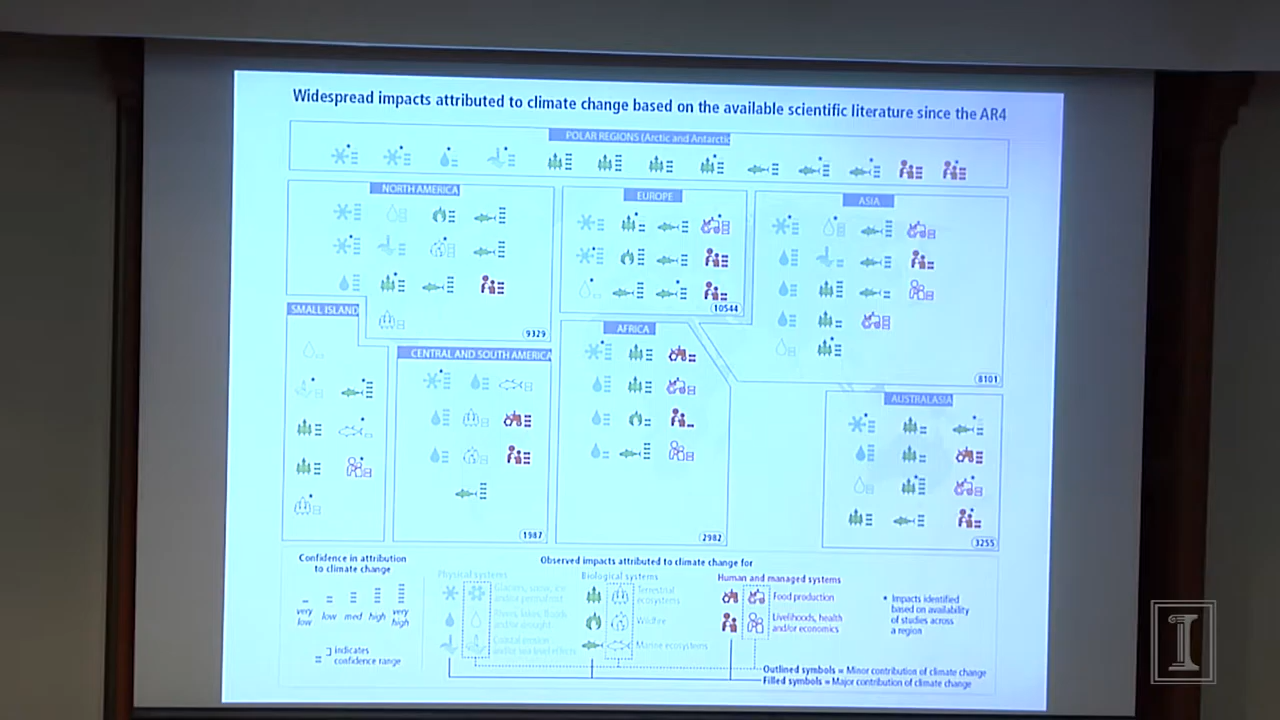 Widespread impacts attributed to climate change based on the available scientific literature since the AR4
POLAR REGIONS (Arctic and Antarctic
NORTH AMERICA
EUROPE
ASIA
10544
SMALL ISLAND
9329
AFRICA
CENTRAL AND SOUTH AMERICA
8101
AUSTRALASIA
1987
2982
3255
Confidence in attribution
to climate change
very
low
low
med
high
very
high
indicates
confidence range
Observed impacts attributed to climate change for
Physical systems
Glaciers, snow, ice
and/or permafrost
Rivers, lakes, floods
and/or drought
Coastal erosion
and/or sea level effects
Biological systems
Terrestrial
ecosystems
Wildfire
Marine ecosystems
Human and managed systems
Food production
Livelihoods, health
and/or economics
• Impacts identified
based on availability
of studies across
a region
Outlined symbols = Minor contribution of climate change
Filled symbols = Major contribution of climate change
I